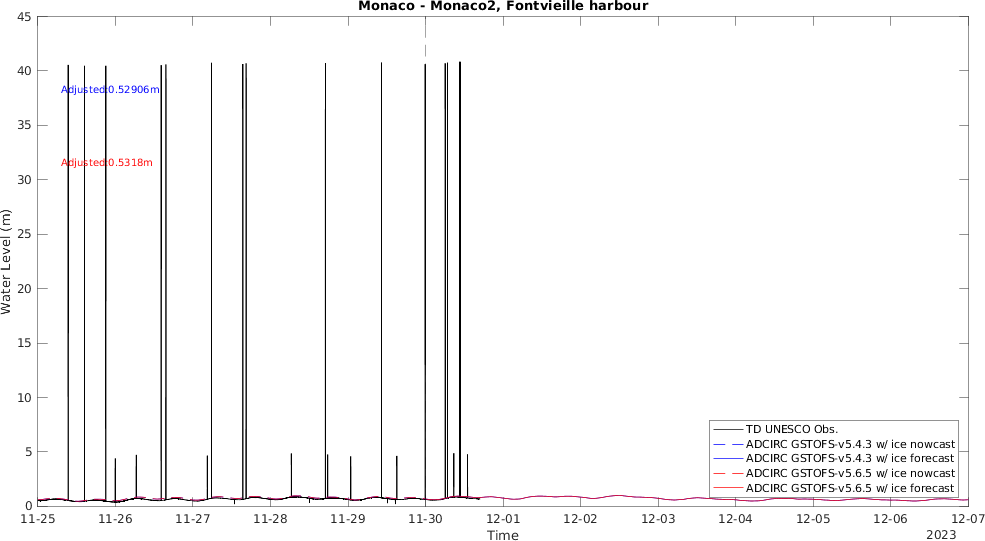 Monaco - Monaco2, Fontvieille harbour
45
40
35
30
25
20
15
10
5
0
Water Level (m)
Adjusted:0.52906m
Adjusted:0.5318m
TD UNESCO Obs.
ADCIRC GSTOFS-v5.4.3 w/ ice nowcast
ADCIRC GSTOFS-v5.4.3 w/ ice forecast
ADCIRC GSTOFS-v5.6.5 w/ ice nowcast
ADCIRC GSTOFS-v5.6.5 w/ ice forecast
11-25 11-26 11-27 11-28 11-29 11-30 12-01 12-02 12-03 12-04 12-05 12-06 12-07
Time
2023